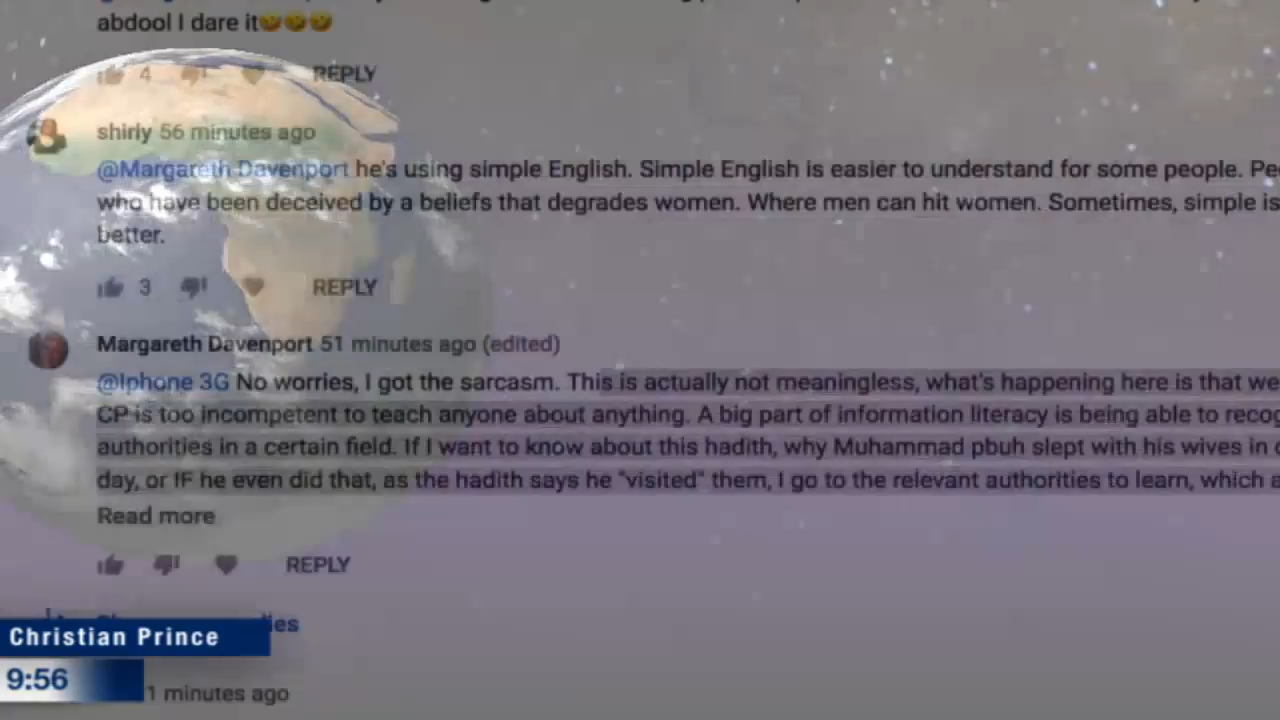 abdool I dare it🤣🤣🤣
4 REPLY
shirly 56 minutes ago
@Margareth Davenport he's using simple English. Simple English is easier to understand for some people. Pe
who have been deceived by a beliefs that degrades women. Where men can hit women. Sometimes, simple is
better.
3 REPLY
Margareth Davenport 51 minutes ago (edited)
@Iphone 3G No worries, I got the sarcasm. This is actually not meaningless, what's happening here is that we
CP is too incompetent to teach anyone about anything. A big part of information literacy is being able to recog
authorities in a certain field. If I want to know about this hadith, why Muhammad pbuh slept with his wives in
day, or IF he even did that, as the hadith says he "visited" them, I go to the relevant authorities to learn, which a
Read more
REPLY
ies
Christian Prince
9:56
1 minutes ago